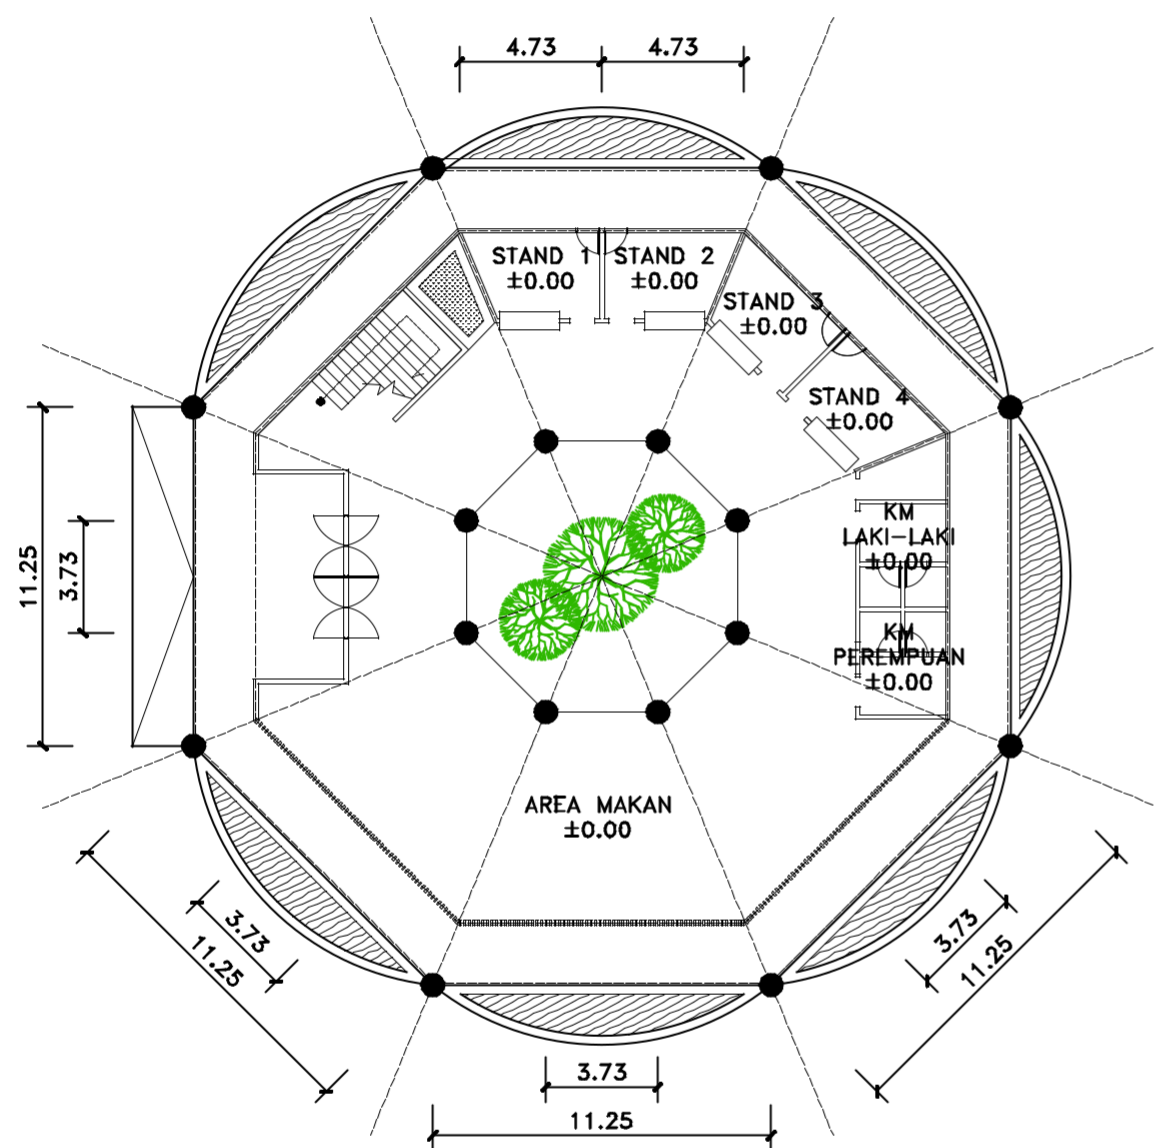 4.73
4.73
STAND 1
±0.00
STAND 2
±0.00
STAND 3
±0.00
STAND 4
±0.00
11.25
3.73
KM
LAKI-LAKI
±0.00
KM
PEREMPUAN
±0.00
AREA MAKAN
±0.00
3.73
11.25
3.73
11.25
3.73
11.25